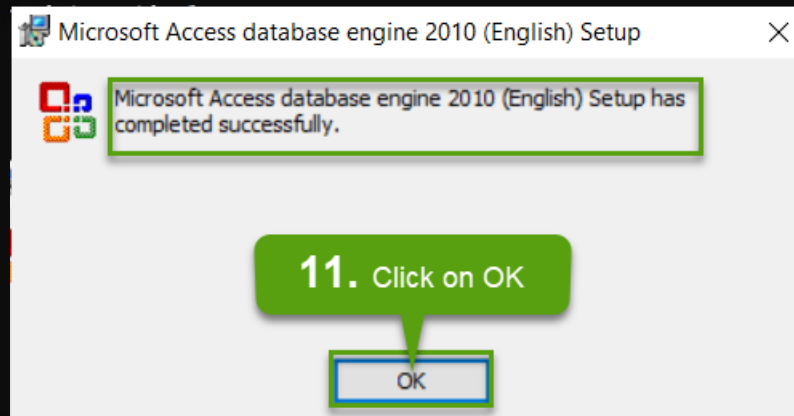 Microsoft Access database engine 2010 (English) Setup
Microsoft Access database engine 2010 (English) Setup has
completed successfully.
11. Click on OK
OK